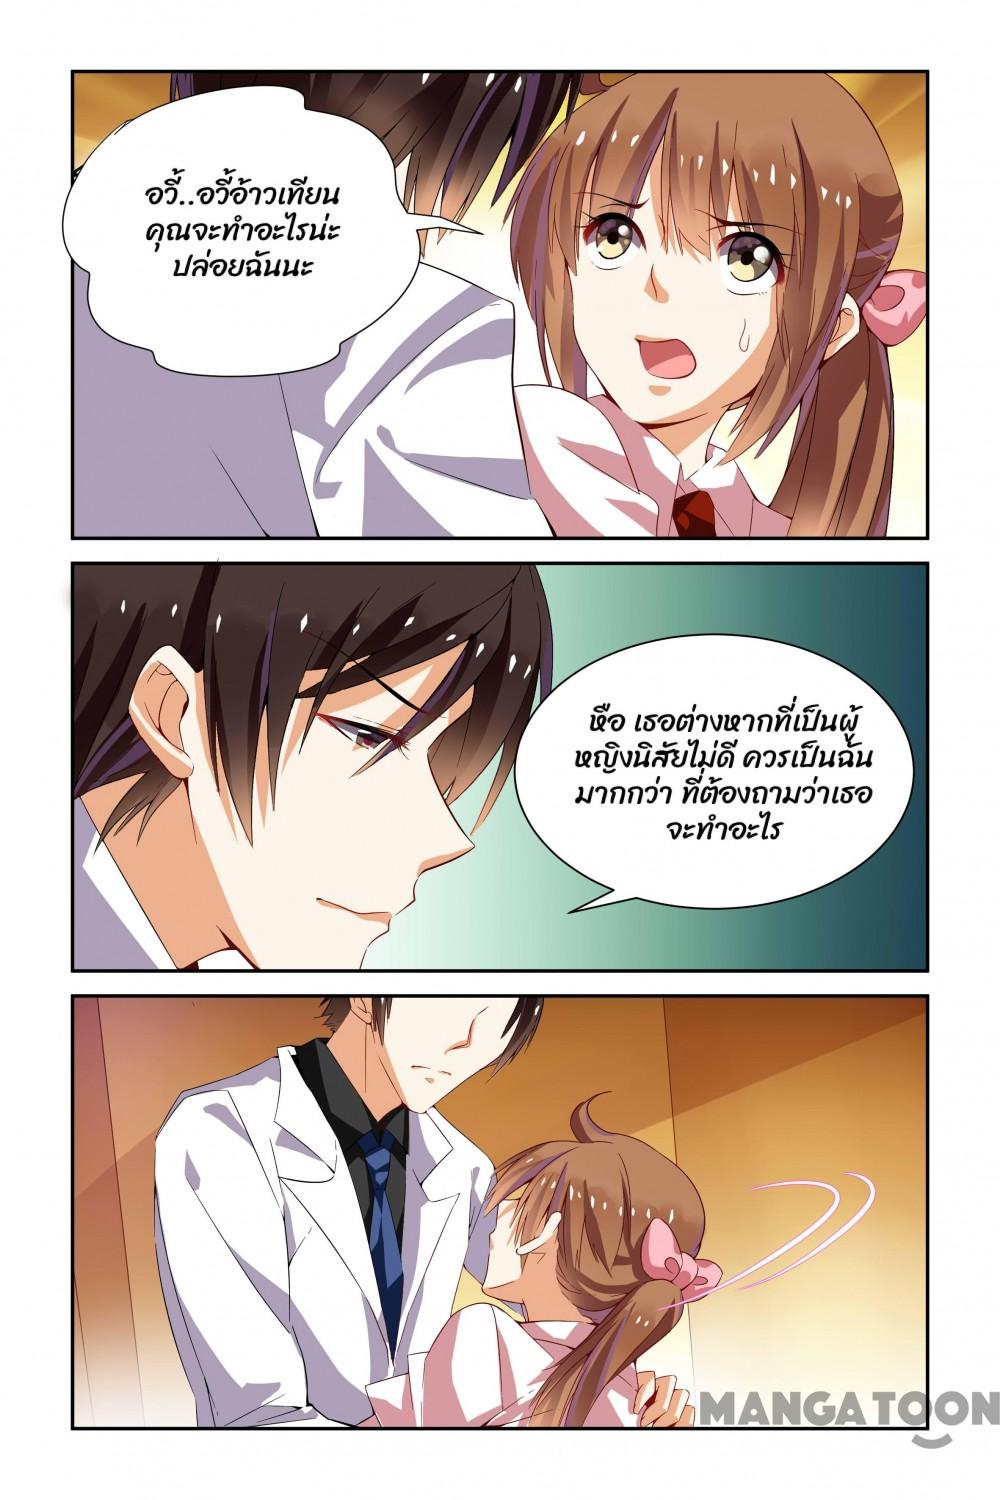 อวี้..อวี้อ้าวเทียน
คุณจะทำอะไรน่ะ
ปล่อยฉันนะ
หึอ เธอต่างหากที่เป็นผู้
หญิงนิสัยไม่ดี ควรเป็นฉัน
มากกว่า ที่ต้องถามว่าเธอ
จะทำอะไร
MANGATOON